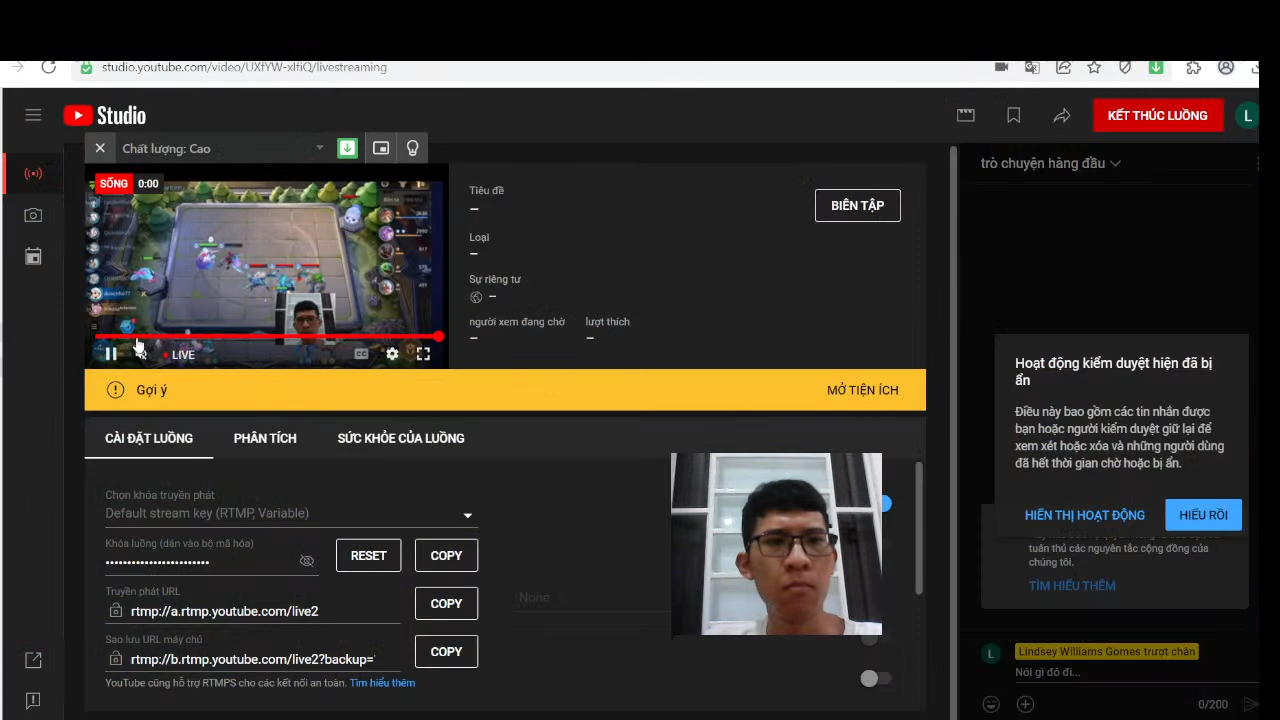 studio.youtube.com/video/UXfYW-xIfiQ/livestreaming
Studio
KẾT THÚC LUỒNG
L
Chất lượng: Cao
SỐNG 0:00
LIVE
CC
Tiêu đề
–
Loại
–
Sự riêng tư
–
người xem đang chờ
lượt thích
–
–
BIÊN TẬP
Gợi ý
MỞ TIỆN ÍCH
CÀI ĐẶT LUỒNG
PHÂN TÍCH
SỨC KHỎE CỦA LUỒNG
Chọn khóa truyền phát
Default stream key (RTMP, Variable)
Khóa luồng (dán vào bộ mã hóa)
RESET
COPY
Truyền phát URL
rtmp://a.rtmp.youtube.com/live2
COPY
None
Sao lưu URL máy chủ
rtmp://b.rtmp.youtube.com/live2?backup=
COPY
YouTube cũng hỗ trợ RTMPS cho các kết nối an toàn. Tìm hiểu thêm
trò chuyện hàng đầu
Hoạt động kiểm duyệt hiện đã bị
ẩn
Điều này bao gồm các tin nhắn được
bạn hoặc người kiểm duyệt giữ lại để
xem xét hoặc xóa và những người dùng
đã hết thời gian chờ hoặc bị ẩn.
HIỂN THỊ HOẠT ĐỘNG
HIỂU RỒI
tuân thủ các nguyên tắc cộng đồng của
chúng tôi.
TÌM HIỂU THÊM
L
Lindsey Williams Gomes trượt chân
Nói gì đó đi...
0/200